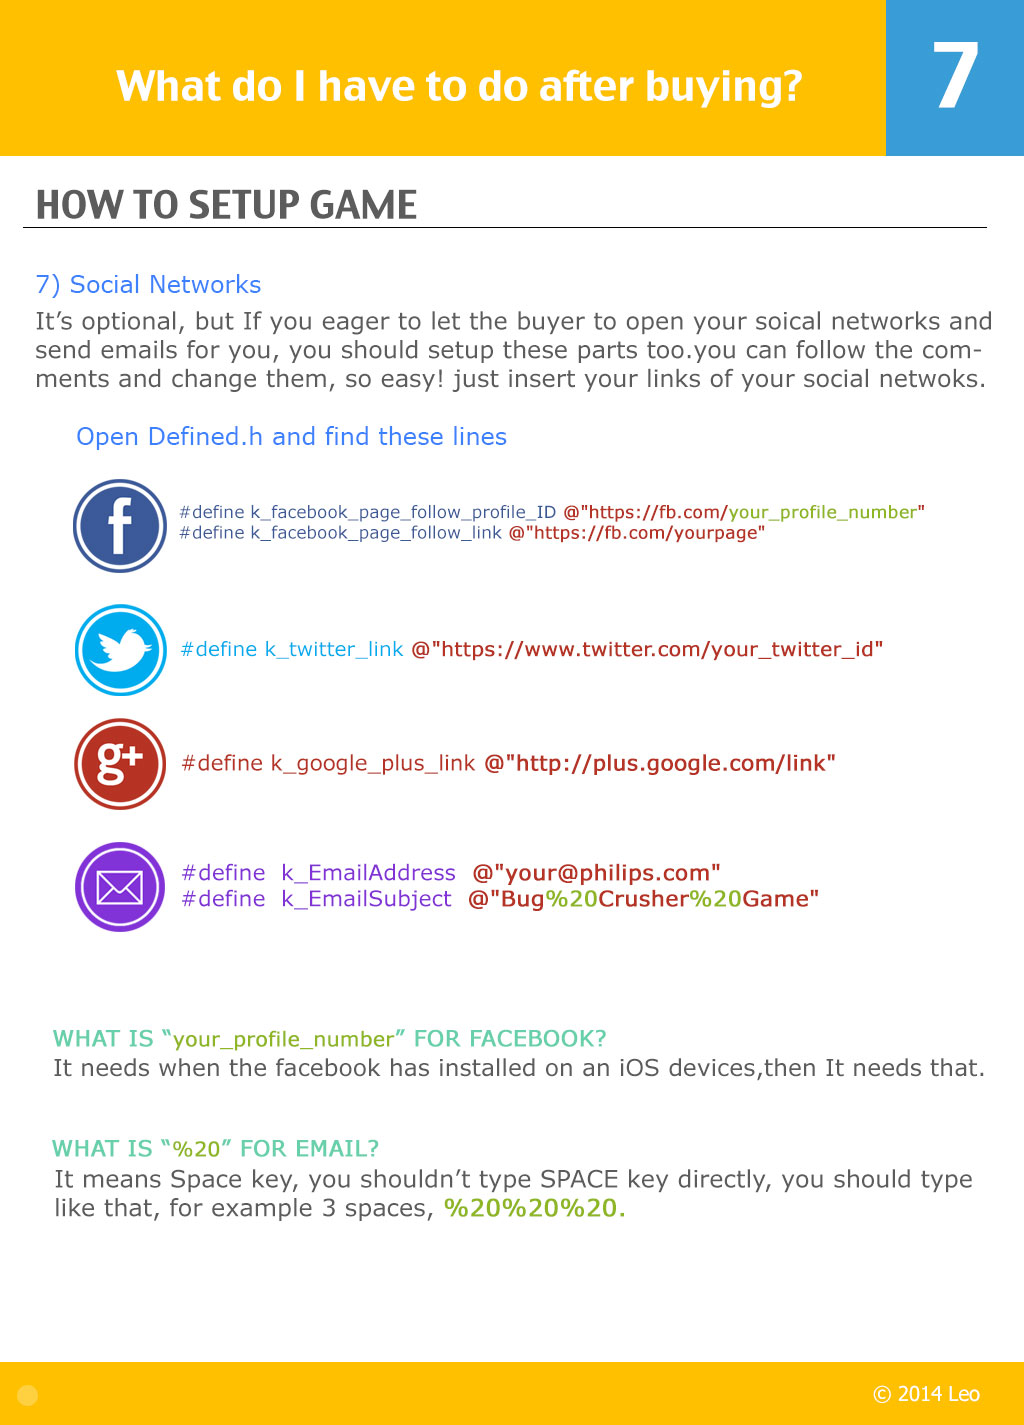 What do I have to do after buying?
7
HOW TO SETUP GAME
7) Social Networks
It’s optional, but If you eager to let the buyer to open your soical networks and
send emails for you, you should setup these parts too.you can follow the com-
ments and change them, so easy! just insert your links of your social netwoks.
Open Defined.h and find these lines
f
#define k_facebook_page_follow_profile_ID @"https://fb.com/your_profile_number"
#define k_facebook_page_follow_link @"https://fb.com/yourpage"
#define k_twitter_link @"https://www.twitter.com/your_twitter_id"
g+
#define k_google_plus_link @"http://plus.google.com/link"
#define k_EmailAddress @"your@philips.com"
#define k_EmailSubject @"Bug%20Crusher%20Game"
WHAT IS “your_profile_number” FOR FACEBOOK?
It needs when the facebook has installed on an iOS devices,then It needs that.
WHAT IS “%20” FOR EMAIL?
It means Space key, you shouldn’t type SPACE key directly, you should type
like that, for example 3 spaces, %20%20%20.
© 2014 Leo